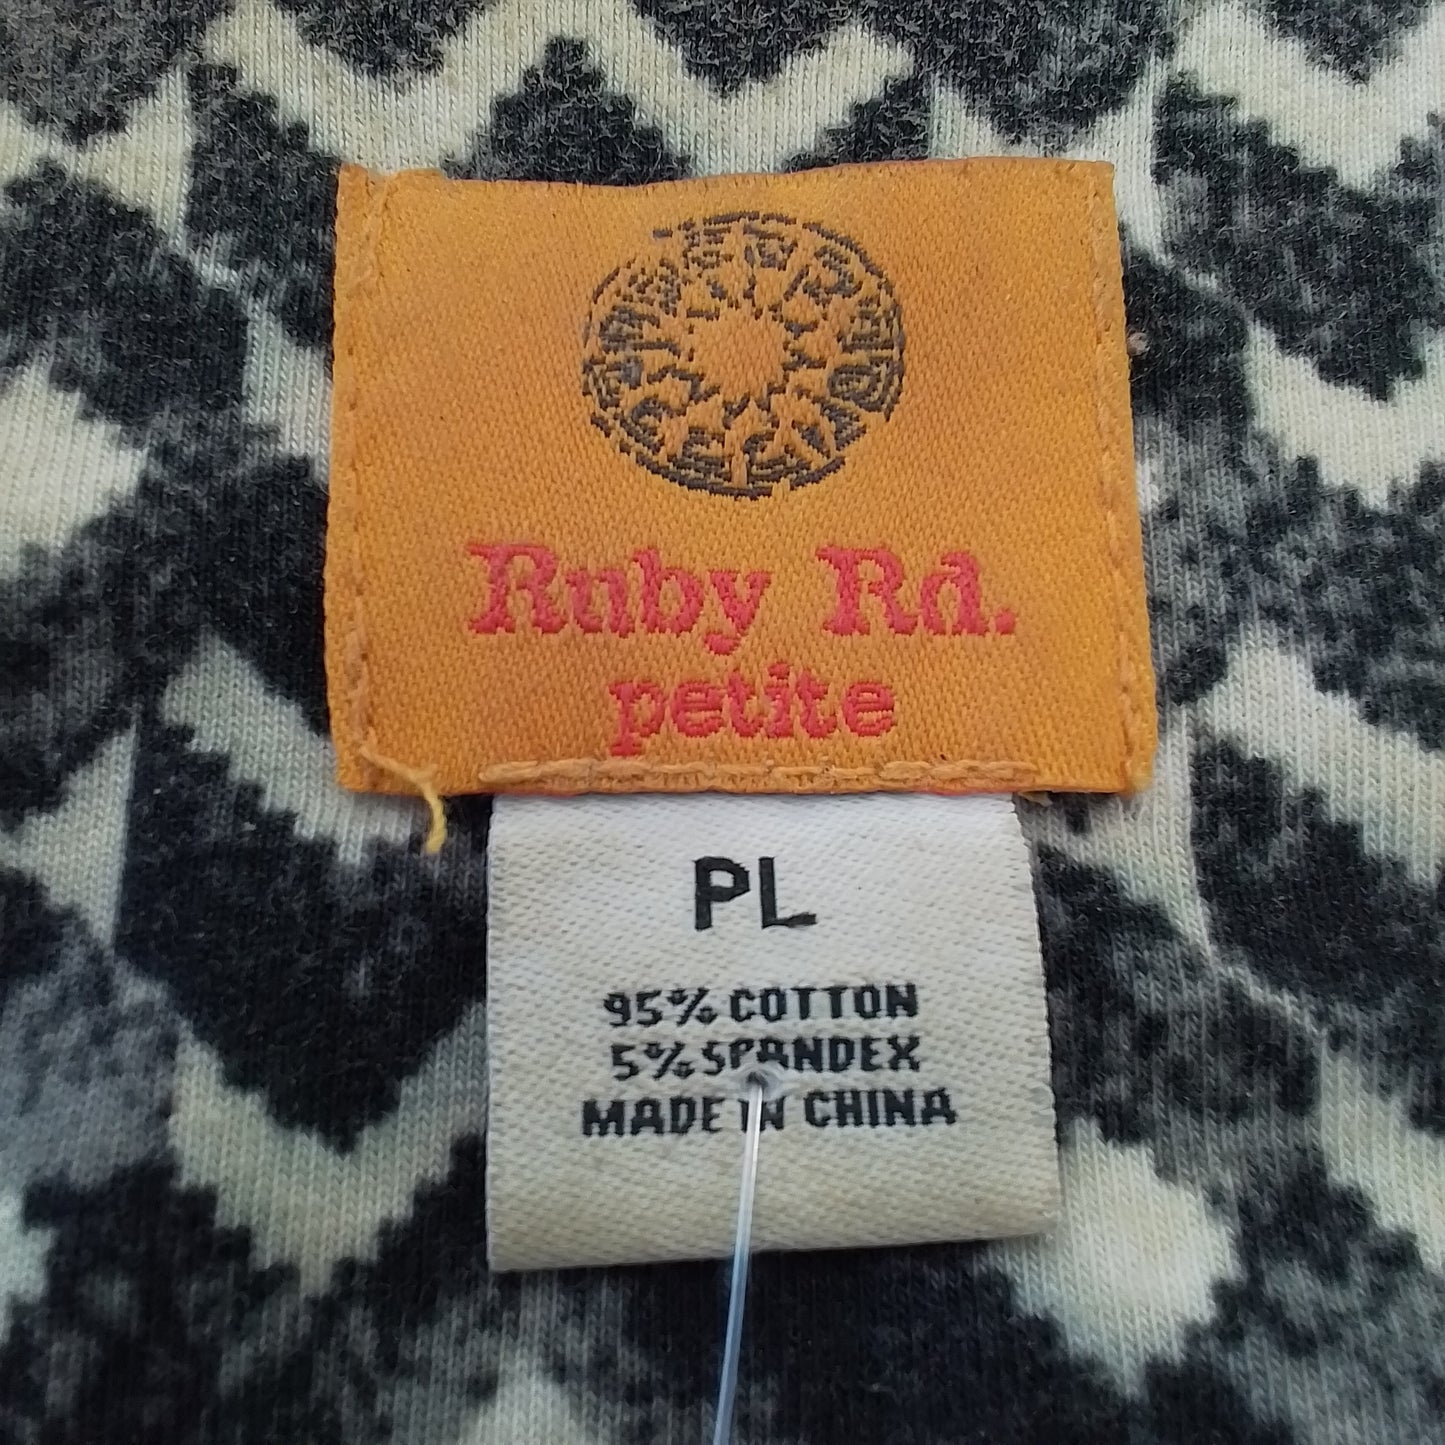 Ruby Rd.
petite
PL
95% COTTON
5% SPANDEX
MADE IN CHINA